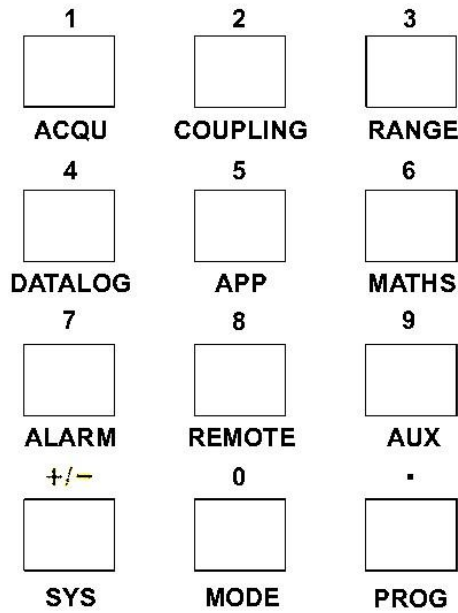 1 2 3
ACQU COUPLING RANGE
4 5 6
DATALOG APP MATHS
7 8 9
ALARM REMOTE AUX
+/- 0 .
SYS MODE PROG